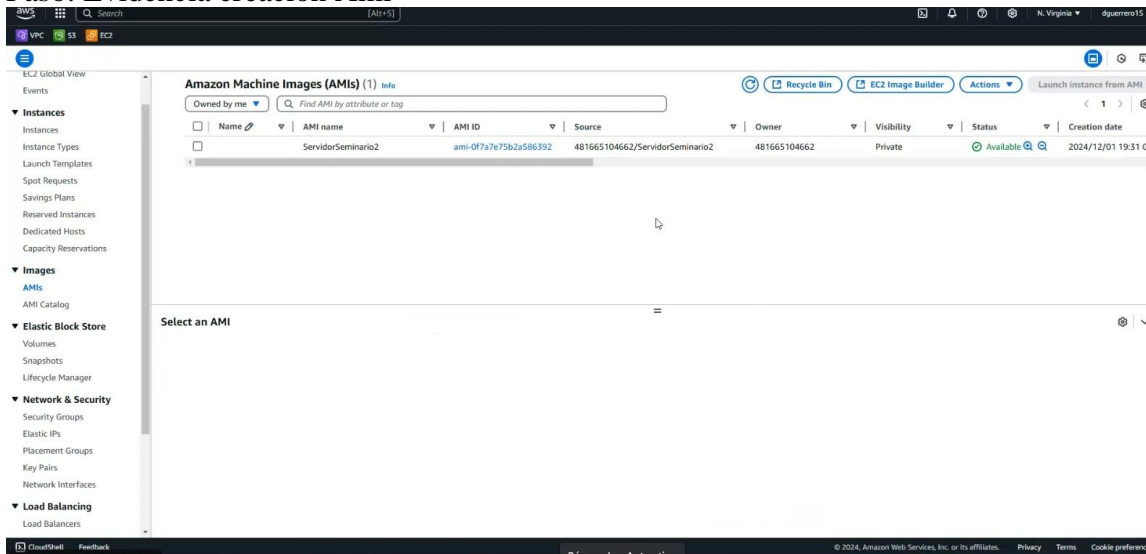 Paso: Evidencia creación Ami
aws
Search
[Alt+S]
N. Virginia
dguerrero15
VPC
S3
EC2
EC2 Global View
Events
Instances
Instances
Instance Types
Launch Templates
Spot Requests
Savings Plans
Reserved Instances
Dedicated Hosts
Capacity Reservations
Images
AMIs
AMI Catalog
Elastic Block Store
Volumes
Snapshots
Lifecycle Manager
Network & Security
Security Groups
Elastic IPs
Placement Groups
Key Pairs
Network Interfaces
Load Balancing
Load Balancers
Amazon Machine Images (AMIs) (1) Info
Recycle Bin
EC2 Image Builder
Actions
Launch instance from AMI
Owned by me
Find AMI by attribute or tag
1
Name AMI name AMI ID Source Owner Visibility Status Creation date
ServidorSeminario2 ami-0f7a7e75b2a586392 481665104662/ServidorSeminario2 481665104662 Private Available 2024/12/01 19:31
Select an AMI
CloudShell Feedback
© 2024, Amazon Web Services, Inc. or its affiliates. Privacy Terms Cookie